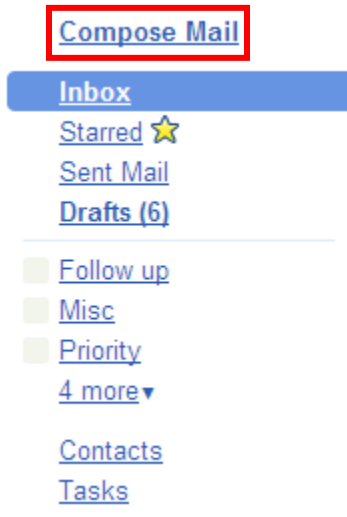 Compose Mail
Inbox
Starred
Sent Mail
Drafts (6)
Follow up
Misc
Priority
4 more▼
Contacts
Tasks